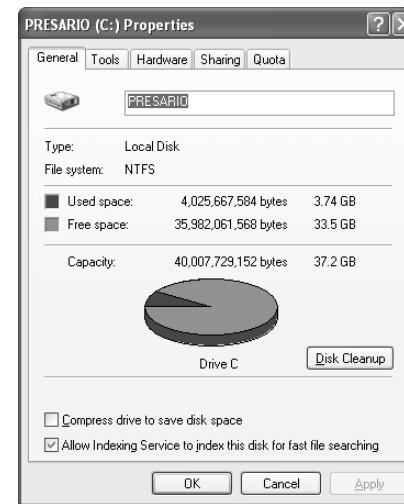 PRESARIO (C:) Properties
General Tools Hardware Sharing Quota
PRESARIO
Type: Local Disk
File system: NTFS
Used space: 4,025,667,584 bytes 3.74 GB
Free space: 35,982,061,568 bytes 33.5 GB
Capacity: 40,007,729,152 bytes 37.2 GB
Drive C
Disk Cleanup
Compress drive to save disk space
Allow Indexing Service to index this disk for fast file searching
OK Cancel Apply